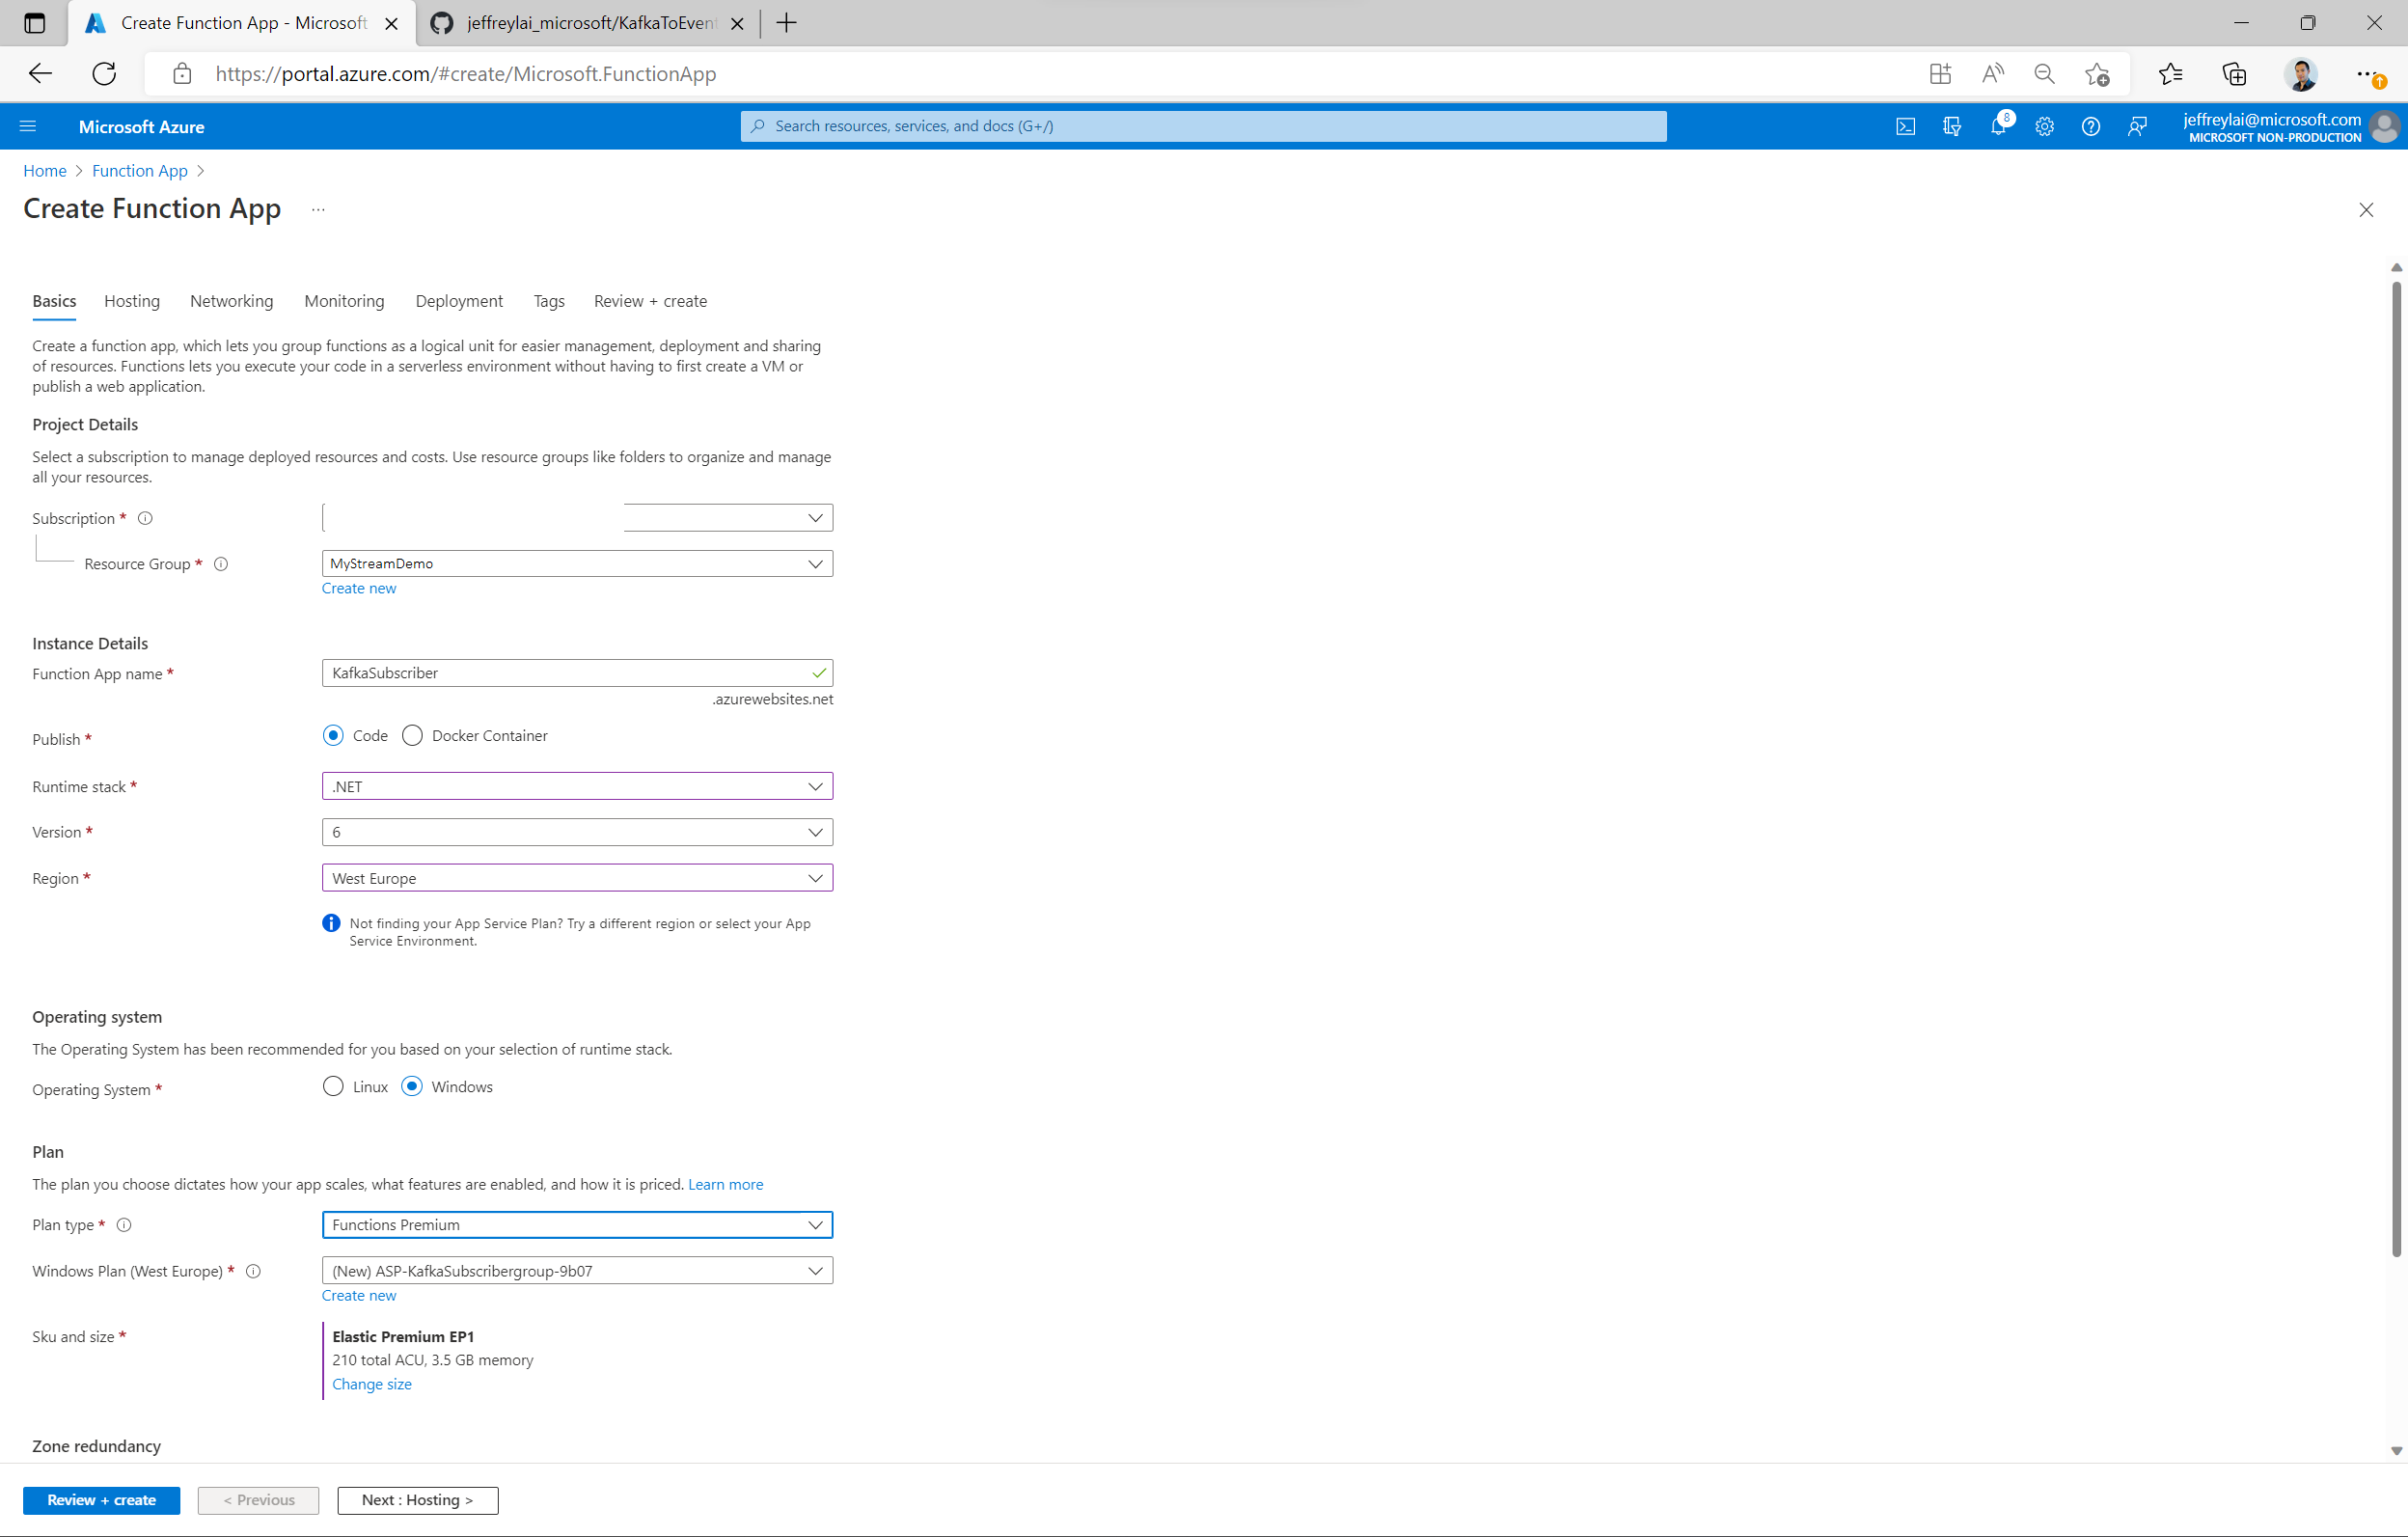 Create Function App - Microsoft
jeffreylai_microsoft/KafkaToEven
https://portal.azure.com/#create/Microsoft.FunctionApp
Microsoft Azure
Search resources, services, and docs (G+/)
8
jeffreylai@microsoft.com
MICROSOFT NON-PRODUCTION
Home > Function App >
Create Function App ...
Basics Hosting Networking Monitoring Deployment Tags Review + create
Create a function app, which lets you group functions as a logical unit for easier management, deployment and sharing
of resources. Functions lets you execute your code in a serverless environment without having to first create a VM or
publish a web application.
Project Details
Select a subscription to manage deployed resources and costs. Use resource groups like folders to organize and manage
all your resources.
Subscription *
Resource Group *
MyStreamDemo
Create new
Instance Details
Function App name *
KafkaSubscriber
.azurewebsites.net
Publish *
Code Docker Container
Runtime stack *
.NET
Version *
6
Region *
West Europe
Not finding your App Service Plan? Try a different region or select your App
Service Environment.
Operating system
The Operating System has been recommended for you based on your selection of runtime stack.
Operating System *
Linux Windows
Plan
The plan you choose dictates how your app scales, what features are enabled, and how it is priced. Learn more
Plan type *
Functions Premium
Windows Plan (West Europe) *
(New) ASP-KafkaSubscribergroup-9b07
Create new
Sku and size *
Elastic Premium EP1
210 total ACU, 3.5 GB memory
Change size
Zone redundancy
Review + create
< Previous
Next : Hosting >